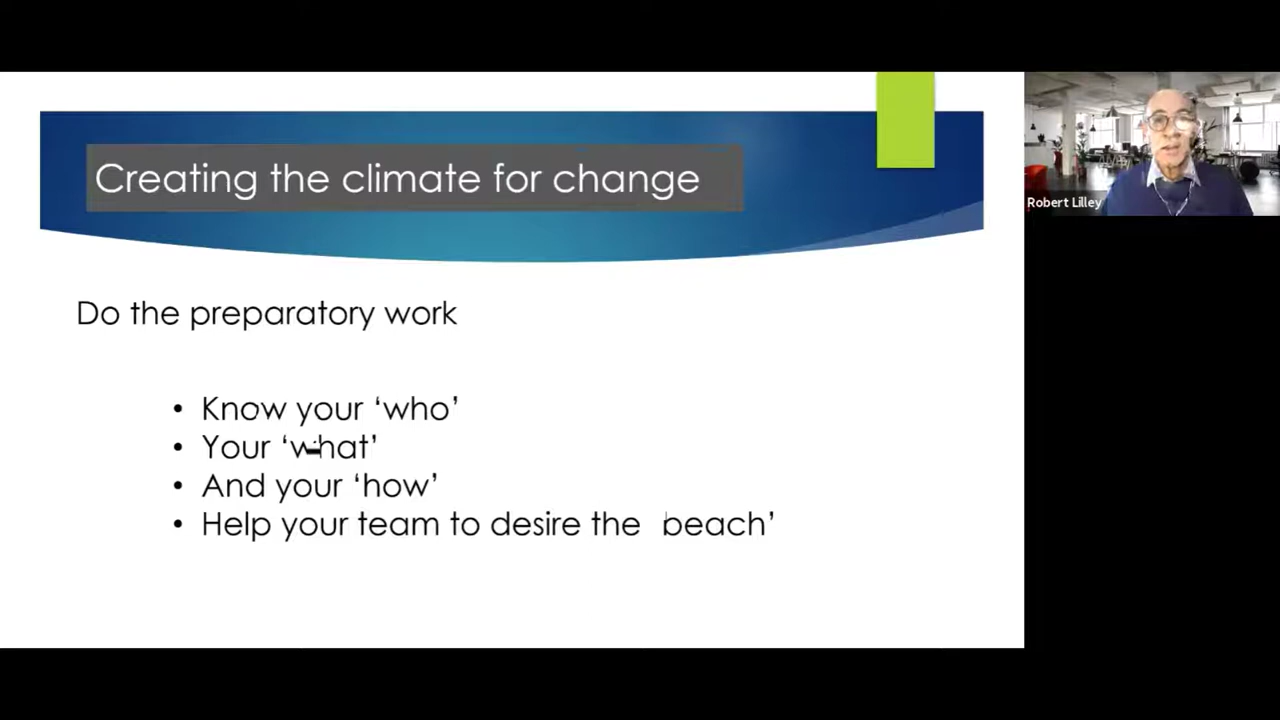 Creating the climate for change
Robert Lilley
Do the preparatory work
• Know your ‘who’
• Your ‘what’
• And your ‘how’
• Help your team to desire the beach’